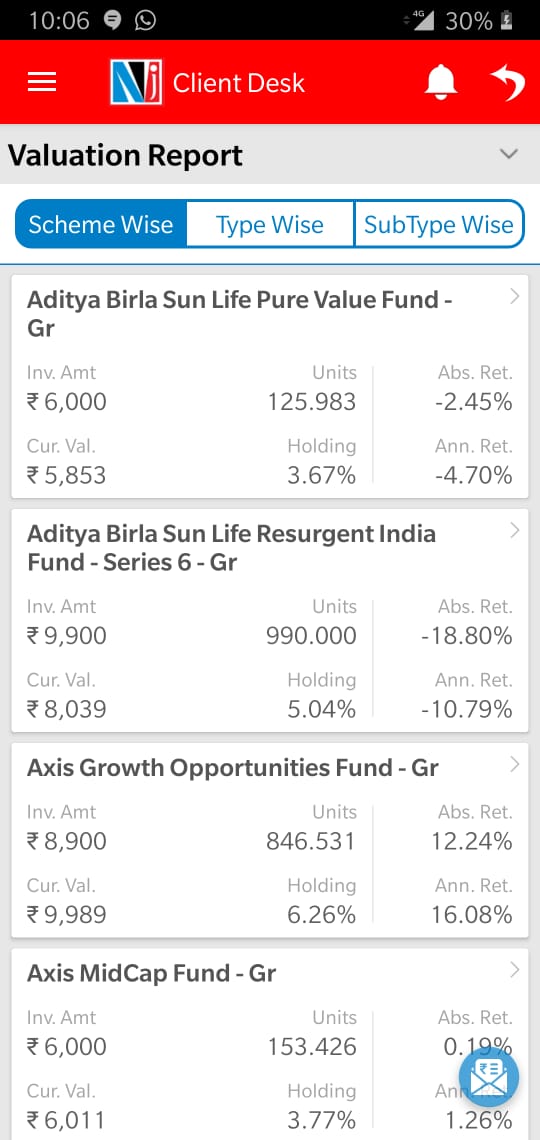 10:06
4G 30%
Nj Client Desk
Valuation Report
Scheme Wise Type Wise SubType Wise
Aditya Birla Sun Life Pure Value Fund -
Gr
Inv. Amt Units Abs. Ret.
₹ 6,000 125.983 -2.45%
Cur. Val. Holding Ann. Ret.
₹ 5,853 3.67% -4.70%
Aditya Birla Sun Life Resurgent India
Fund - Series 6 - Gr
Inv. Amt Units Abs. Ret.
₹ 9,900 990.000 -18.80%
Cur. Val. Holding Ann. Ret.
₹ 8,039 5.04% -10.79%
Axis Growth Opportunities Fund - Gr
Inv. Amt Units Abs. Ret.
₹ 8,900 846.531 12.24%
Cur. Val. Holding Ann. Ret.
₹ 9,989 6.26% 16.08%
Axis MidCap Fund - Gr
Inv. Amt Units Abs. Ret.
₹ 6,000 153.426 0.19%
Cur. Val. Holding
₹ 6,011 3.77% 1.26%